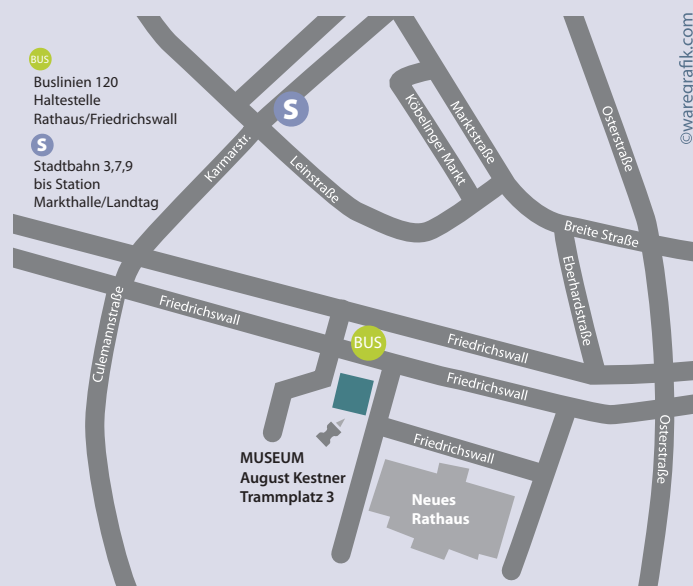 BUS
Buslinien 120
Haltestelle
Rathaus/Friedrichswall
S
Stadtbahn 3,7,9
bis Station
Markthalle/Landtag
S
©waregrafik.com
Karmarstr.
Leinstraße
Köbelinger Markt
Marktstraße
Osterstraße
Breite Straße
Eberhardstraße
Culemannstraße
Friedrichswall
BUS
Friedrichswall
Friedrichswall
Friedrichswall
Osterstraße
MUSEUM
August Kestner
Trammplatz 3
Neues
Rathaus